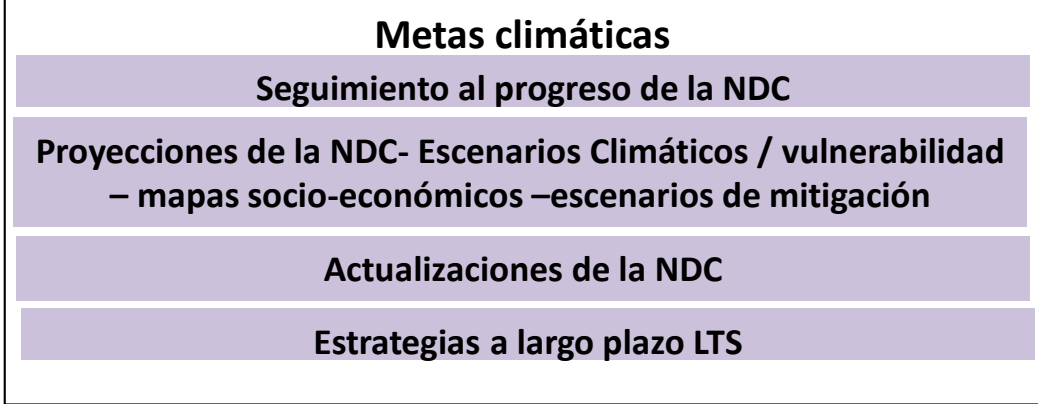 Metas climáticas
Seguimiento al progreso de la NDC
Proyecciones de la NDC- Escenarios Climáticos / vulnerabilidad
– mapas socio-económicos –escenarios de mitigación
Actualizaciones de la NDC
Estrategias a largo plazo LTS